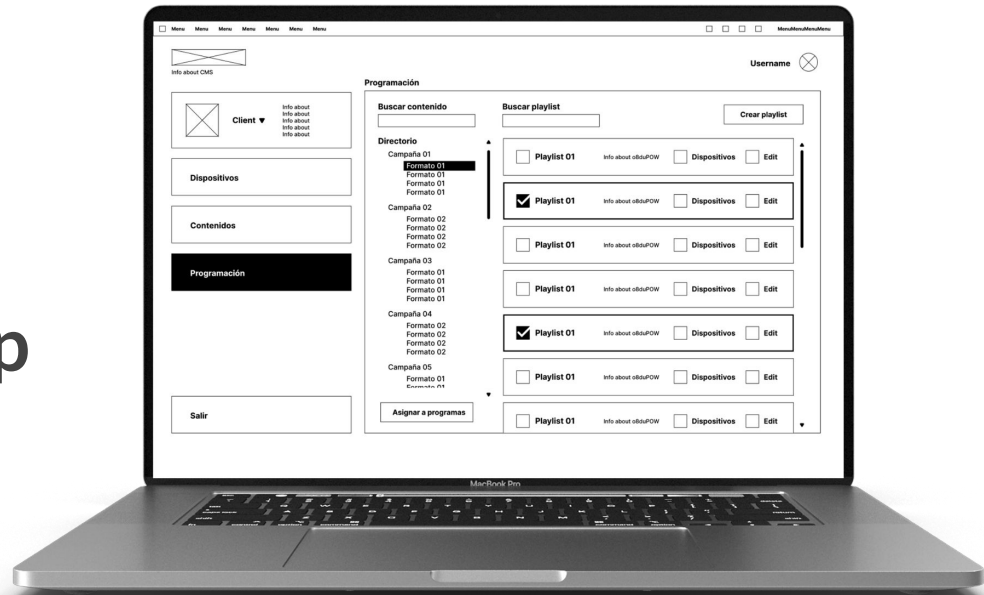 Menu Menu Menu Menu Menu Menu Menu MenuMenuMenuMenu
Info about CMS
Username
Client ▼
Info about
Info about
Info about
Info about
Info about
Dispositivos
Contenidos
Programación
Salir
Programación
Buscar contenido
Buscar playlist
Crear playlist
Directorio
Campaña 01
Formato 01
Formato 01
Formato 01
Formato 01
Campaña 02
Formato 02
Formato 02
Formato 02
Formato 02
Campaña 03
Formato 01
Formato 01
Formato 01
Formato 01
Campaña 04
Formato 02
Formato 02
Formato 02
Formato 02
Campaña 05
Formato 01
Formato 01
Asignar a programas
Playlist 01 Info about o8duPOW Dispositivos Edit
Playlist 01 Info about o8duPOW Dispositivos Edit
Playlist 01 Info about o8duPOW Dispositivos Edit
Playlist 01 Info about o8duPOW Dispositivos Edit
Playlist 01 Info about o8duPOW Dispositivos Edit
Playlist 01 Info about o8duPOW Dispositivos Edit
Playlist 01 Info about o8duPOW Dispositivos Edit
p
MacBook Pro